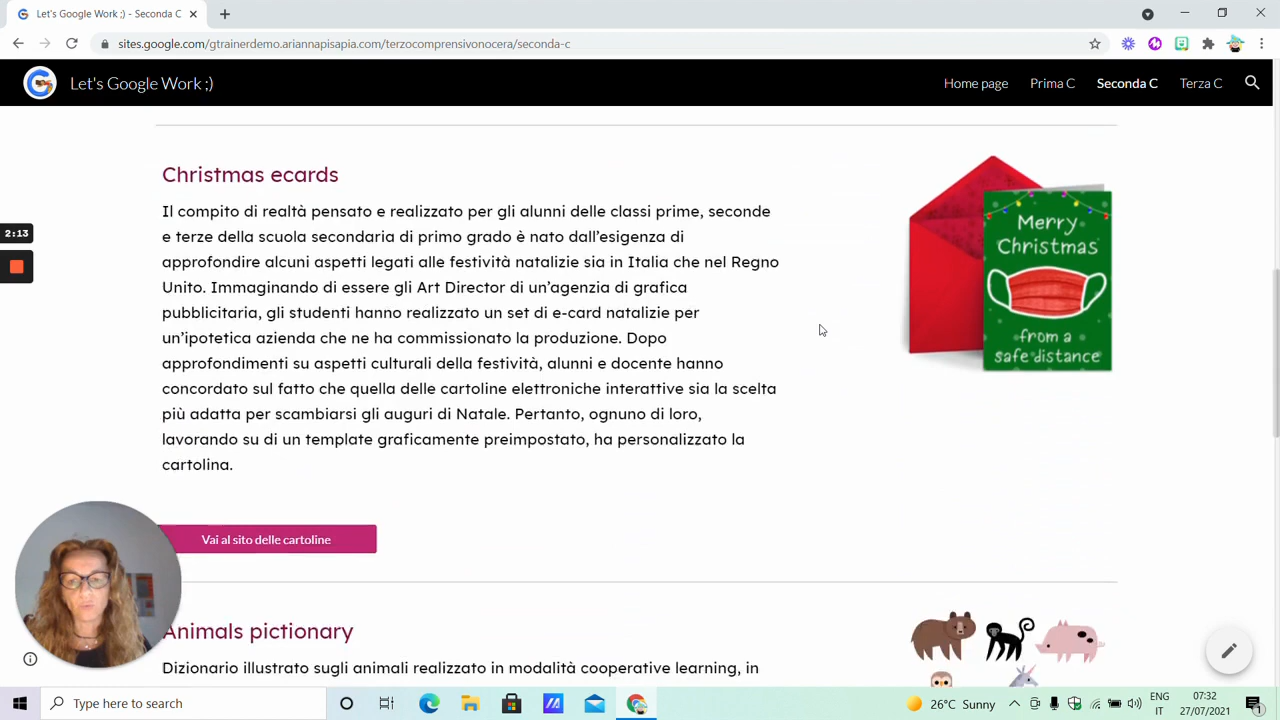 Let's Google Work ;) - Seconda C
sites.google.com/gtrainerdemo.ariannapisapia.com/terzocomprensivonocera/seconda-c
Let's Google Work ;)
Home page
Prima C
Seconda C
Terza C
Christmas ecards
Il compito di realtà pensato e realizzato per gli alunni delle classi prime, seconde
e terze della scuola secondaria di primo grado è nato dall'esigenza di
approfondire alcuni aspetti legati alle festività natalizie sia in Italia che nel Regno
Unito. Immaginando di essere gli Art Director di un'agenzia di grafica
pubblicitaria, gli studenti hanno realizzato un set di e-card natalizie per
un'ipotetica azienda che ne ha commissionato la produzione. Dopo
approfondimenti su aspetti culturali della festività, alunni e docente hanno
concordato sul fatto che quella delle cartoline elettroniche interattive sia la scelta
più adatta per scambiarsi gli auguri di Natale. Pertanto, ognuno di loro,
lavorando su di un template graficamente preimpostato, ha personalizzato la
cartolina.
Merry
Christmas
from a
safe distance
2:13
Vai al sito delle cartoline
Animals pictionary
Dizionario illustrato sugli animali realizzato in modalità cooperative learning, in
Type here to search
26°C Sunny
ENG
IT
07:32
27/07/2021
1